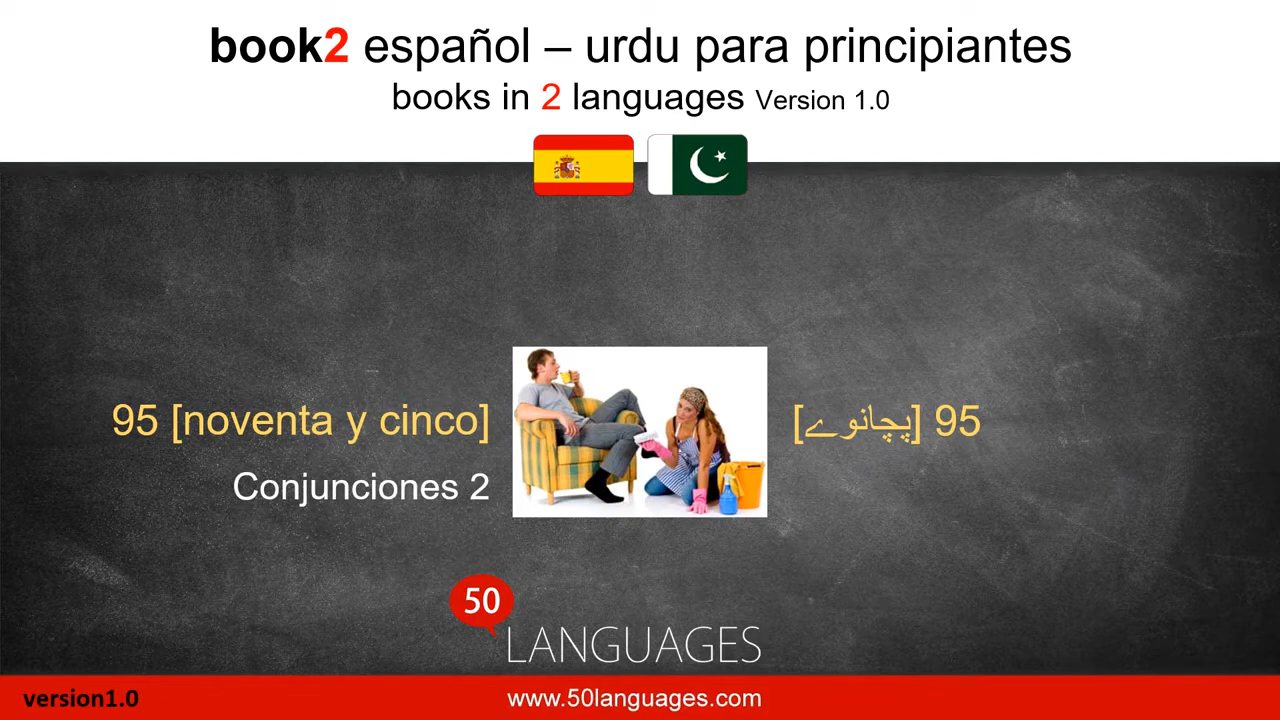 book2 español – urdu para principiantes
books in 2 languages Version 1.0
95 [noventa y cinco]
95 [پچانوے]
Conjunciones 2
50
LANGUAGES
version1.0
www.50languages.com